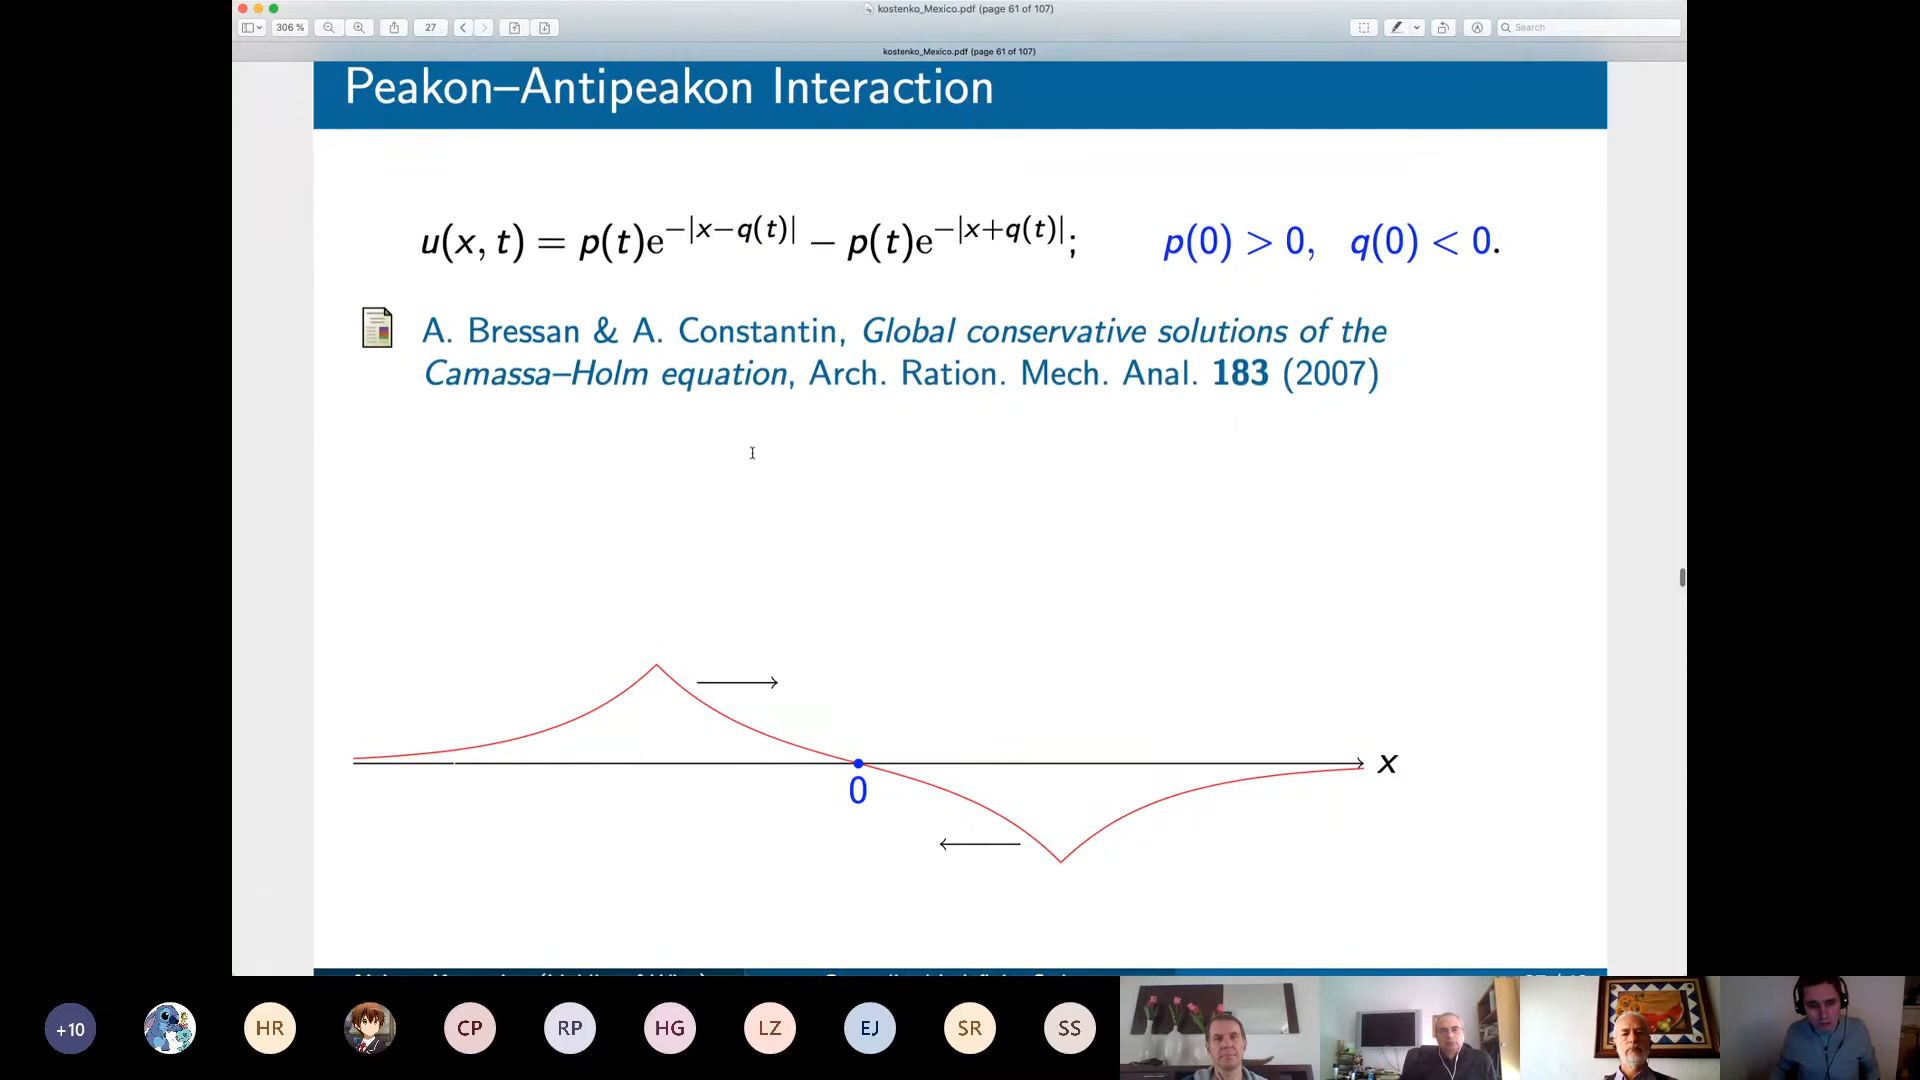 kostenko_Mexico.pdf (page 61 of 107)
306 %
27
Search
kostenko_Mexico.pdf (page 61 of 107)
Peakon–Antipeakon Interaction
u(x, t) = p(t)e^{−|x−q(t)|} − p(t)e^{−|x+q(t)|}; p(0) > 0, q(0) < 0.
A. Bressan & A. Constantin, Global conservative solutions of the
Camassa–Holm equation, Arch. Ration. Mech. Anal. 183 (2007)
x
0
+10
HR
CP
RP
HG
LZ
EJ
SR
SS